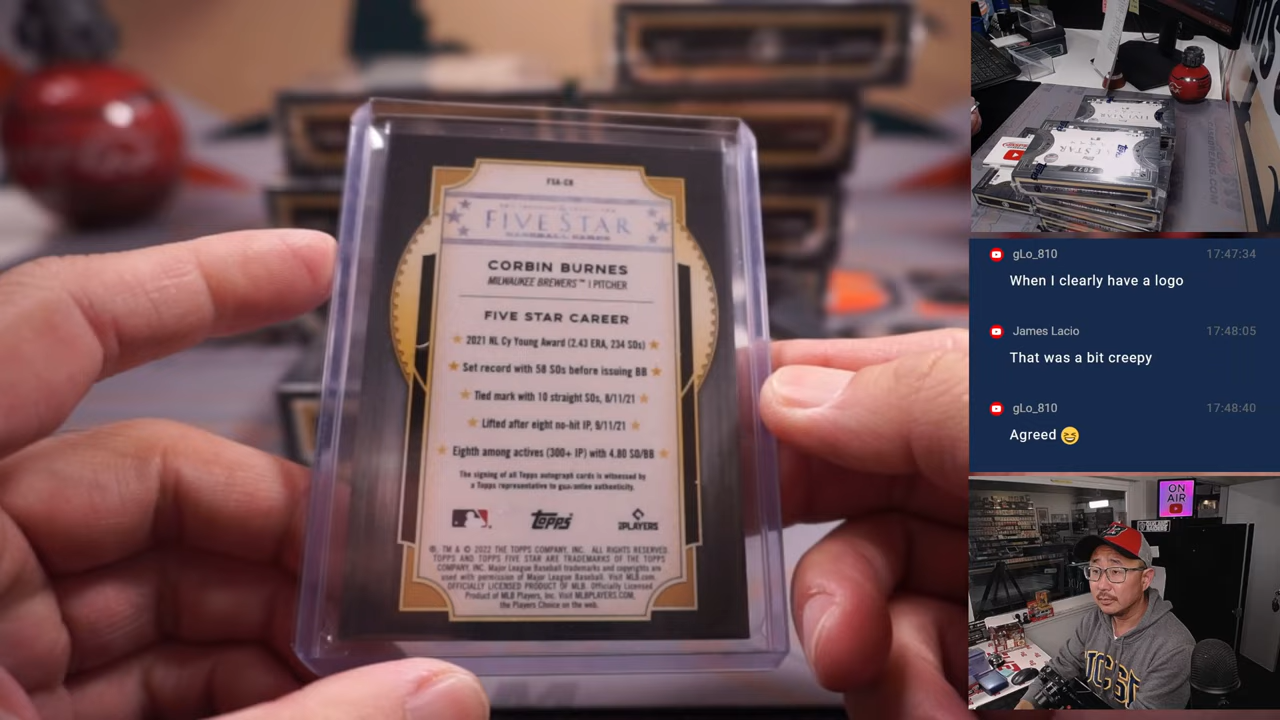 FSA-CB
FIVE STAR
BASEBALL CARDS
CORBIN BURNES
MILWAUKEE BREWERS™ | PITCHER
FIVE STAR CAREER
2021 NL Cy Young Award (2.43 ERA, 234 SOs)
Set record with 58 SOs before issuing BB
Tied mark with 10 straight SOs, 8/11/21
Lifted after eight no-hit IP, 9/11/21
Eighth among actives (300+ IP) with 4.80 SO/BB
The signing of all Topps autograph cards is witnessed by
a Topps representative to guarantee authenticity.
Topps
PLAYERS
®, TM & © 2022 THE TOPPS COMPANY, INC. ALL RIGHTS RESERVED.
TOPPS AND TOPPS FIVE STAR ARE TRADEMARKS OF THE TOPPS
COMPANY, INC. Major League Baseball trademarks and copyrights are
used with permission of Major League Baseball. Visit MLB.com.
OFFICIALLY LICENSED PRODUCT OF MLB. Officially Licensed
Product of MLB Players, Inc. Visit MLBPLAYERS.COM,
the Players Choice on the web.
gLo_810 17:47:34
When I clearly have a logo
James Lacio 17:48:05
That was a bit creepy
gLo_810 17:48:40
Agreed 😆
ON
AIR